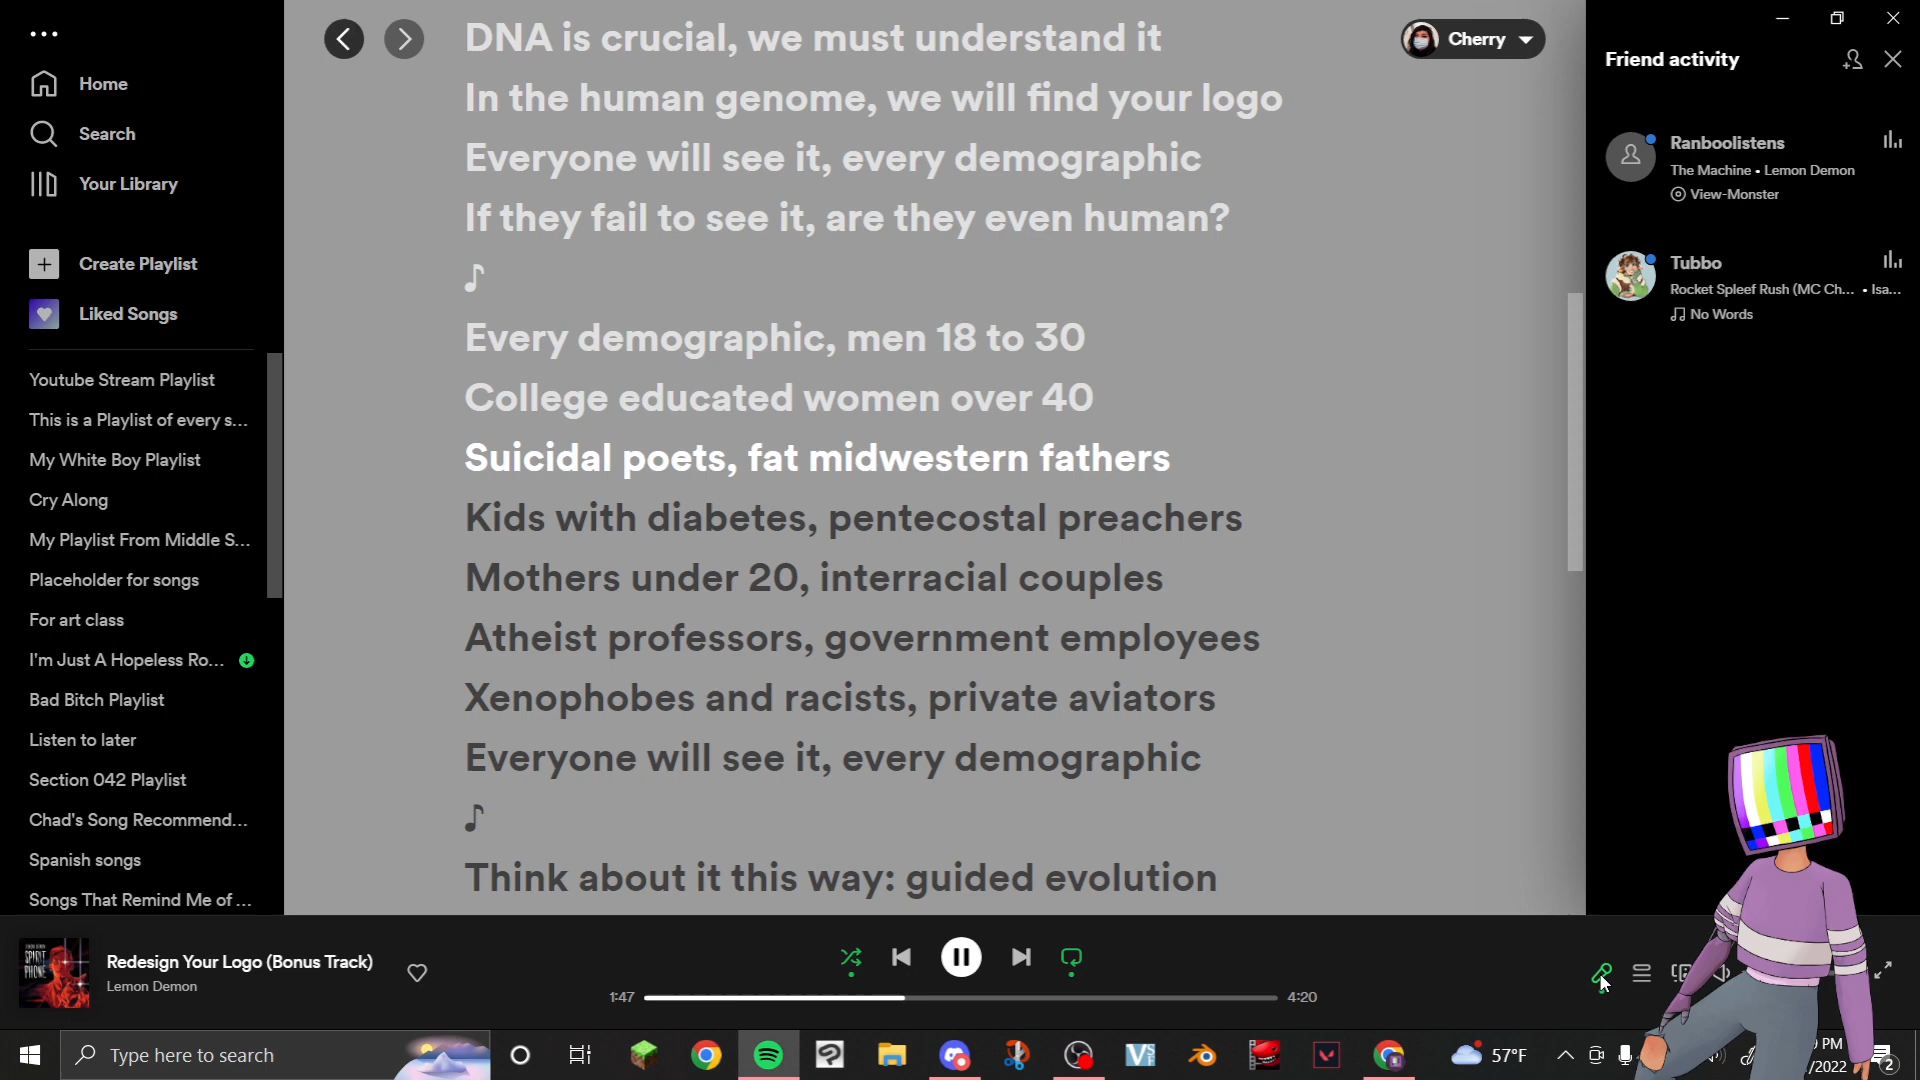 Home
Search
Your Library
Create Playlist
Liked Songs
Youtube Stream Playlist
This is a Playlist of every s...
My White Boy Playlist
Cry Along
My Playlist From Middle S...
Placeholder for songs
For art class
I'm Just A Hopeless Ro...
Bad Bitch Playlist
Listen to later
Section 042 Playlist
Chad's Song Recommend...
Spanish songs
Songs That Remind Me of ...
DNA is crucial, we must understand it
In the human genome, we will find your logo
Everyone will see it, every demographic
If they fail to see it, are they even human?
♪
Every demographic, men 18 to 30
College educated women over 40
Suicidal poets, fat midwestern fathers
Kids with diabetes, pentecostal preachers
Mothers under 20, interracial couples
Atheist professors, government employees
Xenophobes and racists, private aviators
Everyone will see it, every demographic
♪
Think about it this way: guided evolution
Cherry
Friend activity
Ranboolistens
The Machine • Lemon Demon
View-Monster
Tubbo
Rocket Spleef Rush (MC Ch... • Isa...
No Words
SPIRIT
PHONE
Redesign Your Logo (Bonus Track)
Lemon Demon
1:47
4:20
Type here to search
57°F
PM
/2022
2